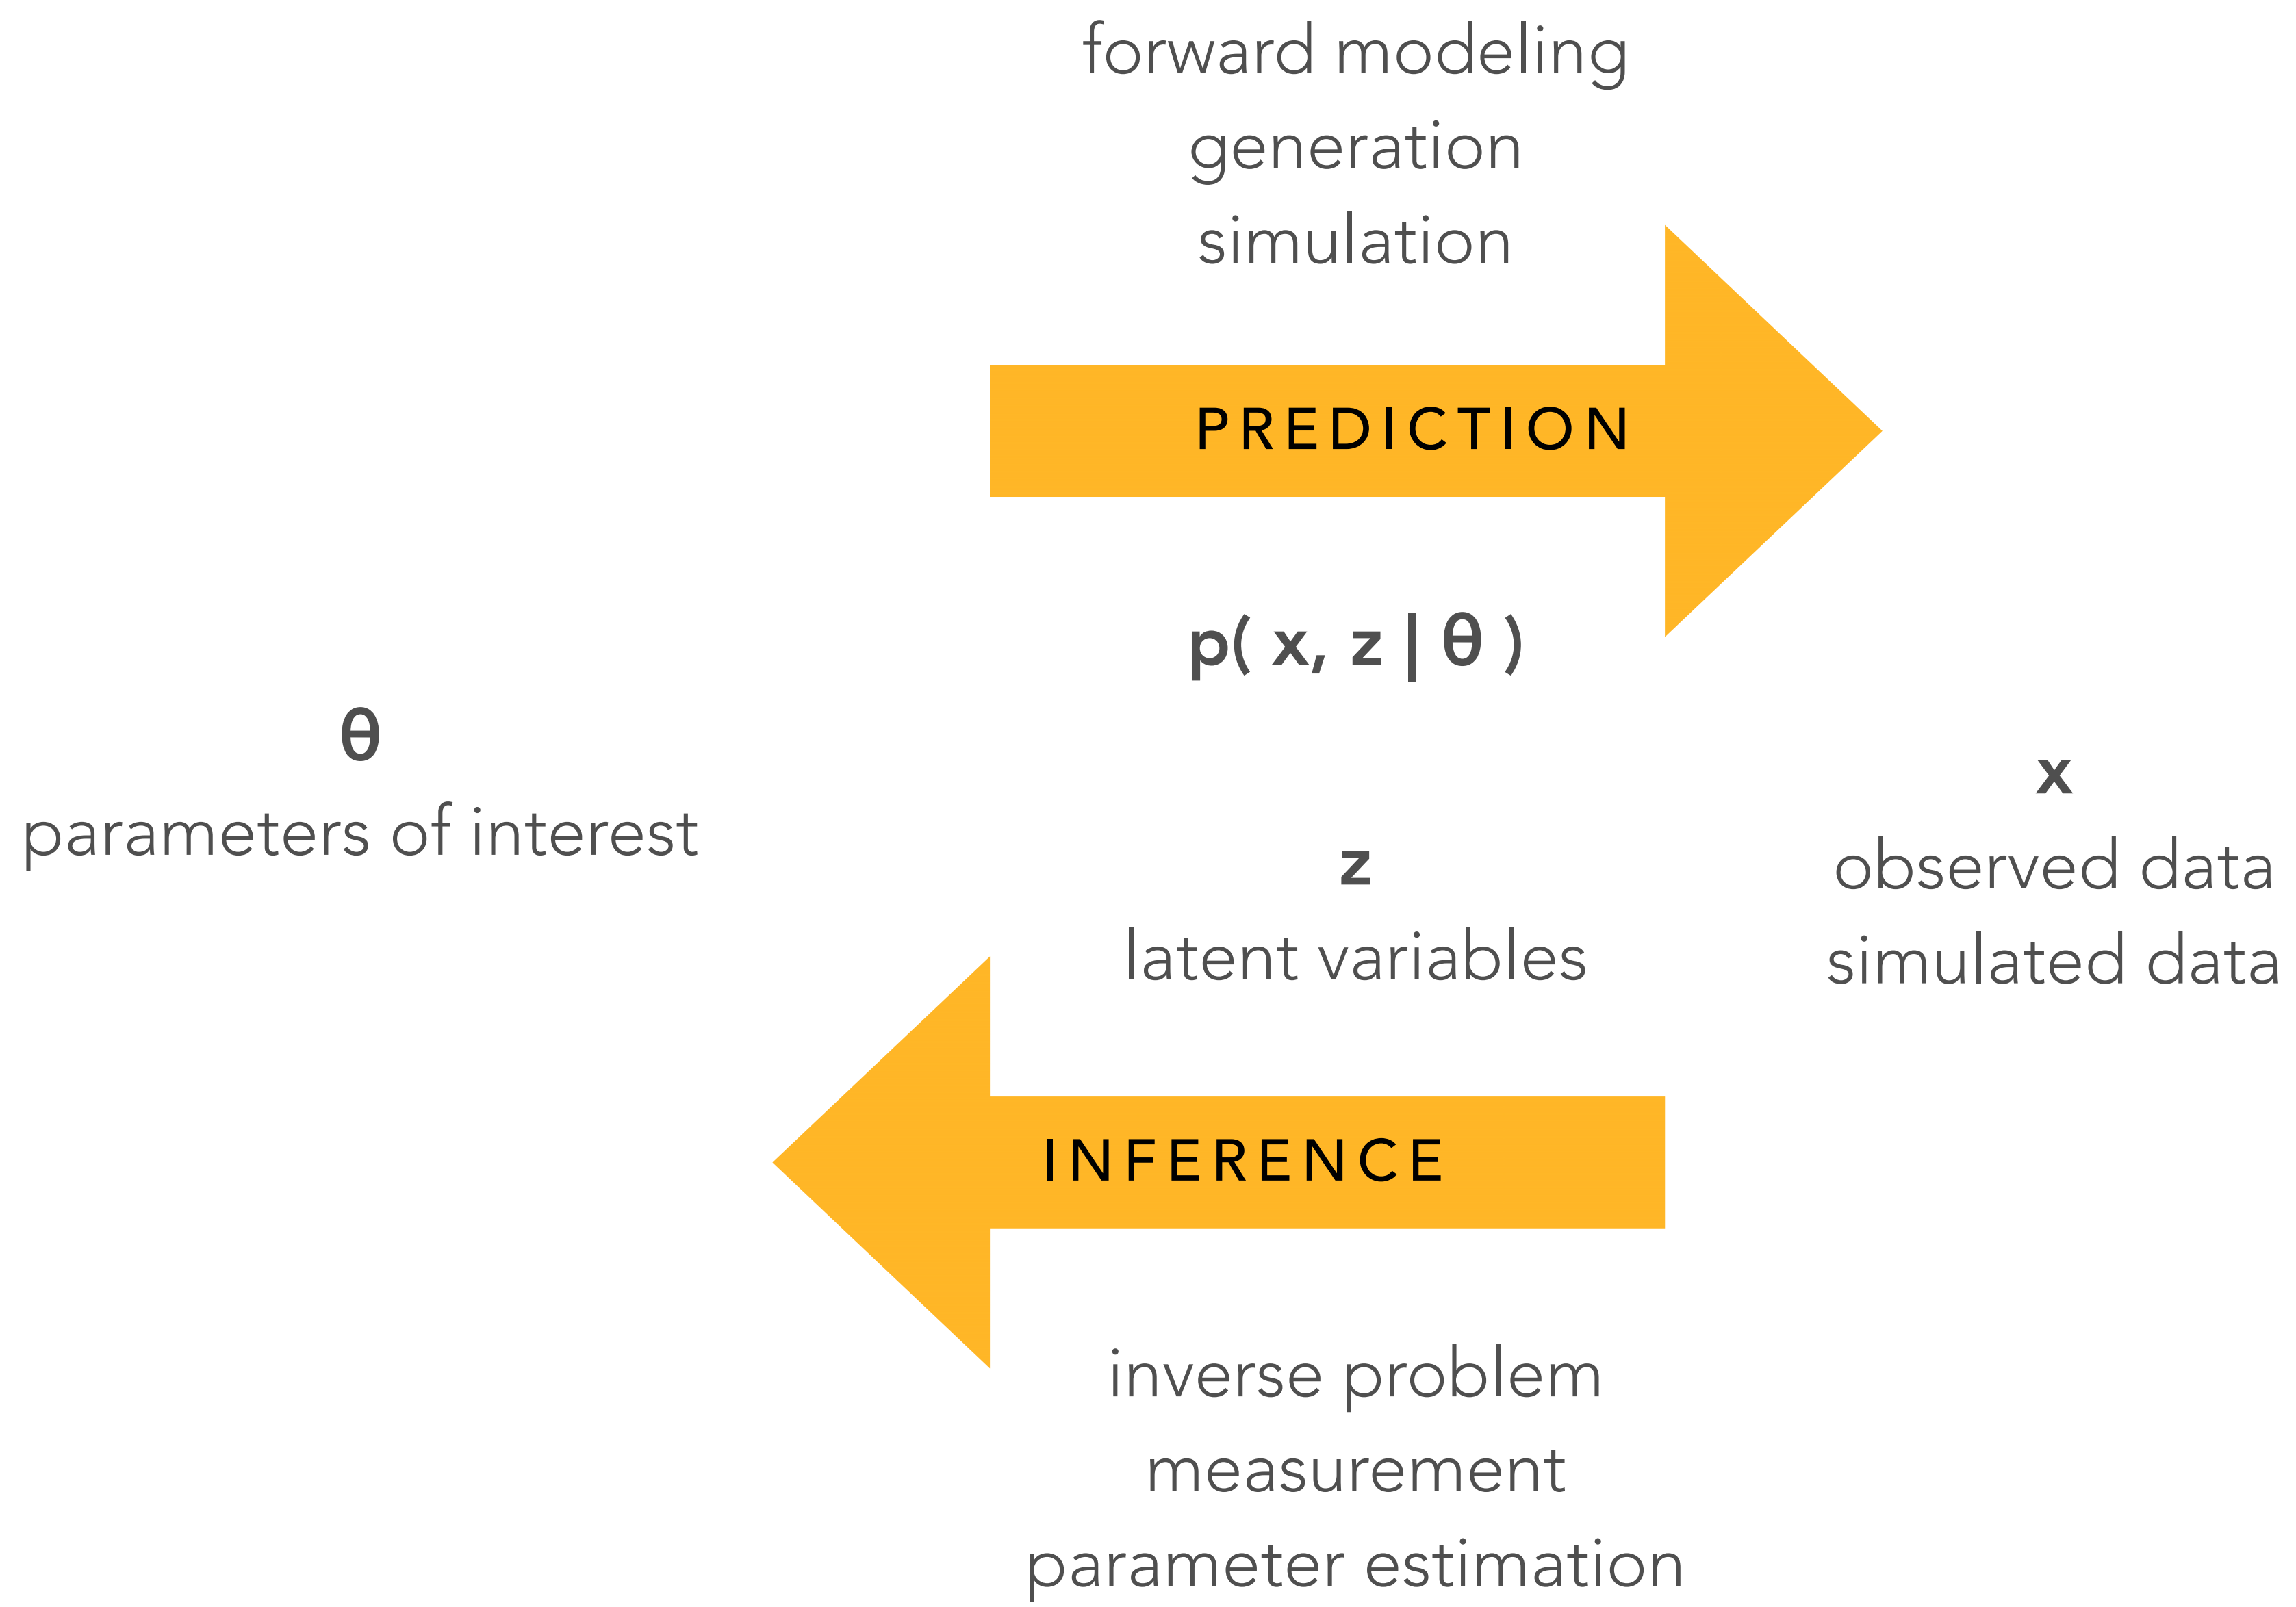 forward modeling
generation
simulation
PREDICTION
p( x, z | θ )
θ
parameters of interest
z
latent variables
x
observed data
simulated data
INFERENCE
inverse problem
measurement
parameter estimation